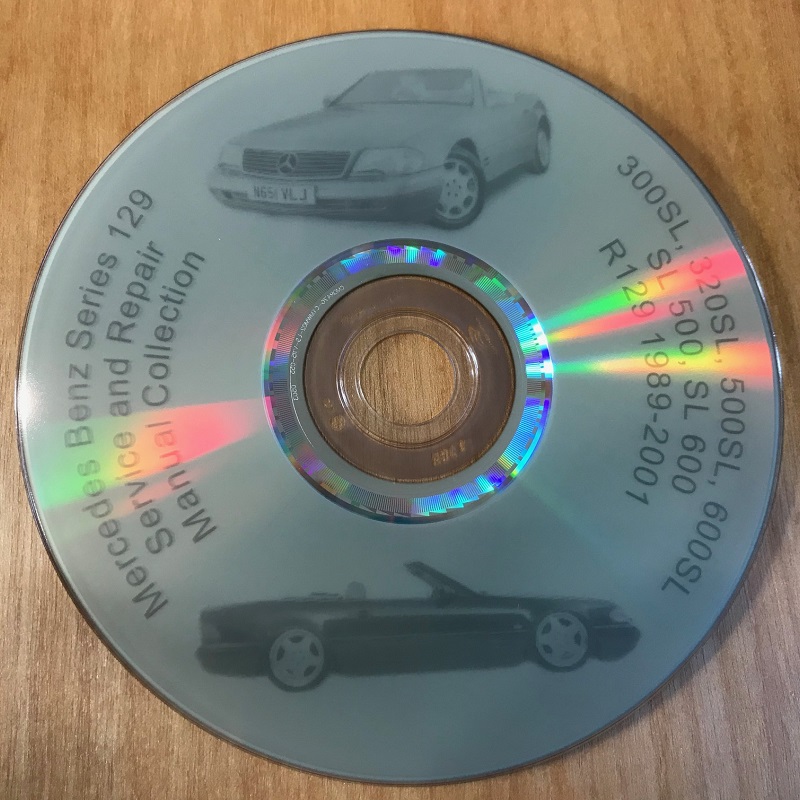 N651 VLJ
Mercedes Benz Series 129
Service and Repair
Manual Collection
300SL, 320SL, 500SL, 600SL
SL 500, SL 600
R129 1989-2001